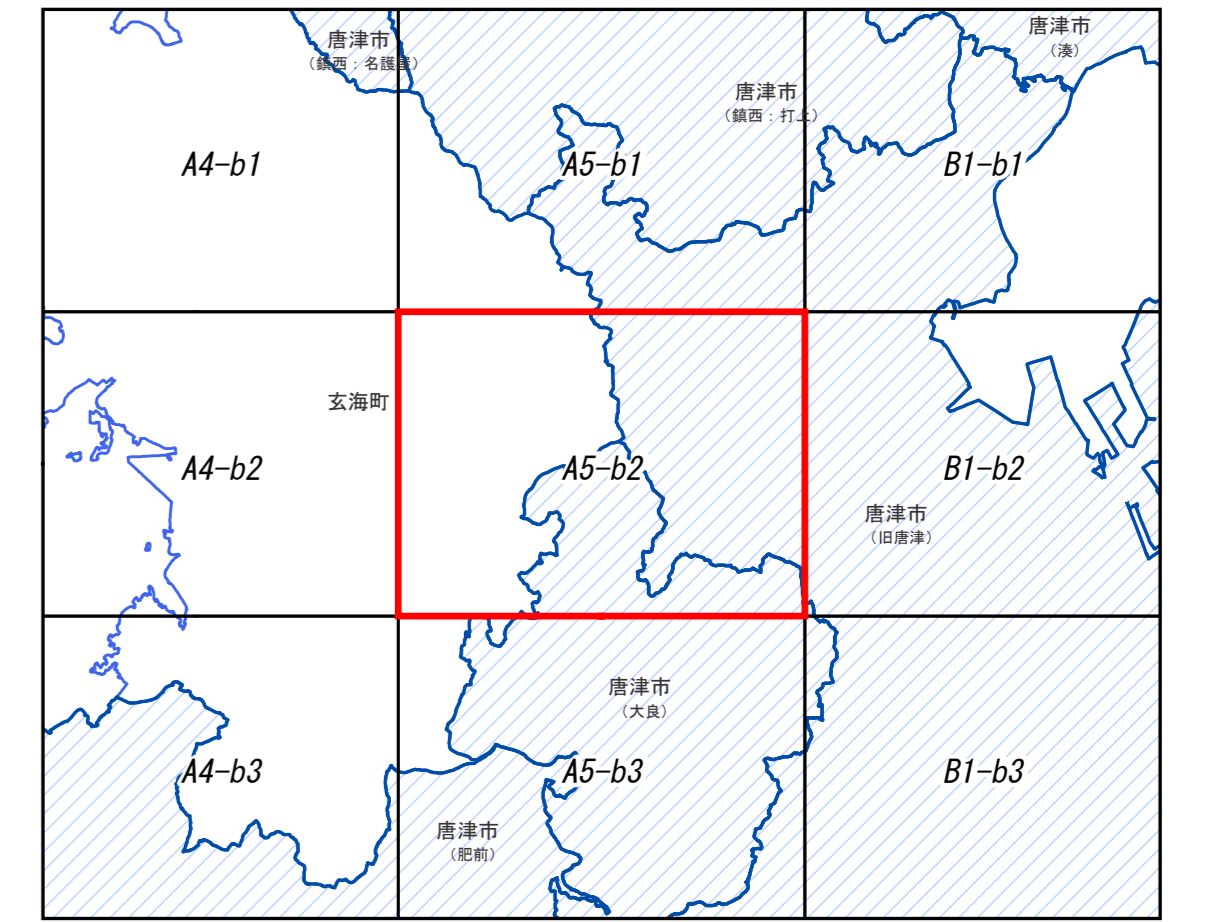 唐津市
（鎮西：名護屋）
唐津市
（湊）
唐津市
（鎮西：打上）
A4-b1
A5-b1
B1-b1
玄海町
A4-b2
A5-b2
B1-b2
唐津市
（旧唐津）
唐津市
（大良）
A4-b3
A5-b3
B1-b3
唐津市
（肥前）